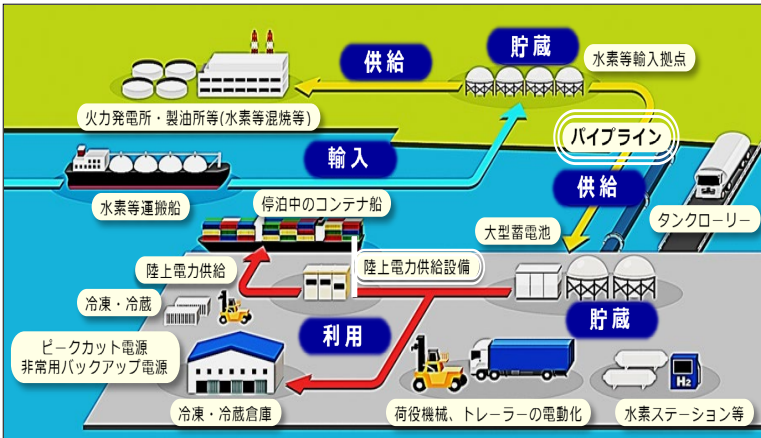 貯蔵
供給
水素等輸入拠点
火力発電所・製油所等(水素等混焼等)
パイプライン
輸入
供給
水素等運搬船
停泊中のコンテナ船
タンクローリー
大型蓄電池
陸上電力供給
陸上電力供給設備
冷凍・冷蔵
利用
貯蔵
ピークカット電源
非常用バックアップ電源
H2
冷凍・冷蔵倉庫
荷役機械、トレーラーの電動化
水素ステーション等